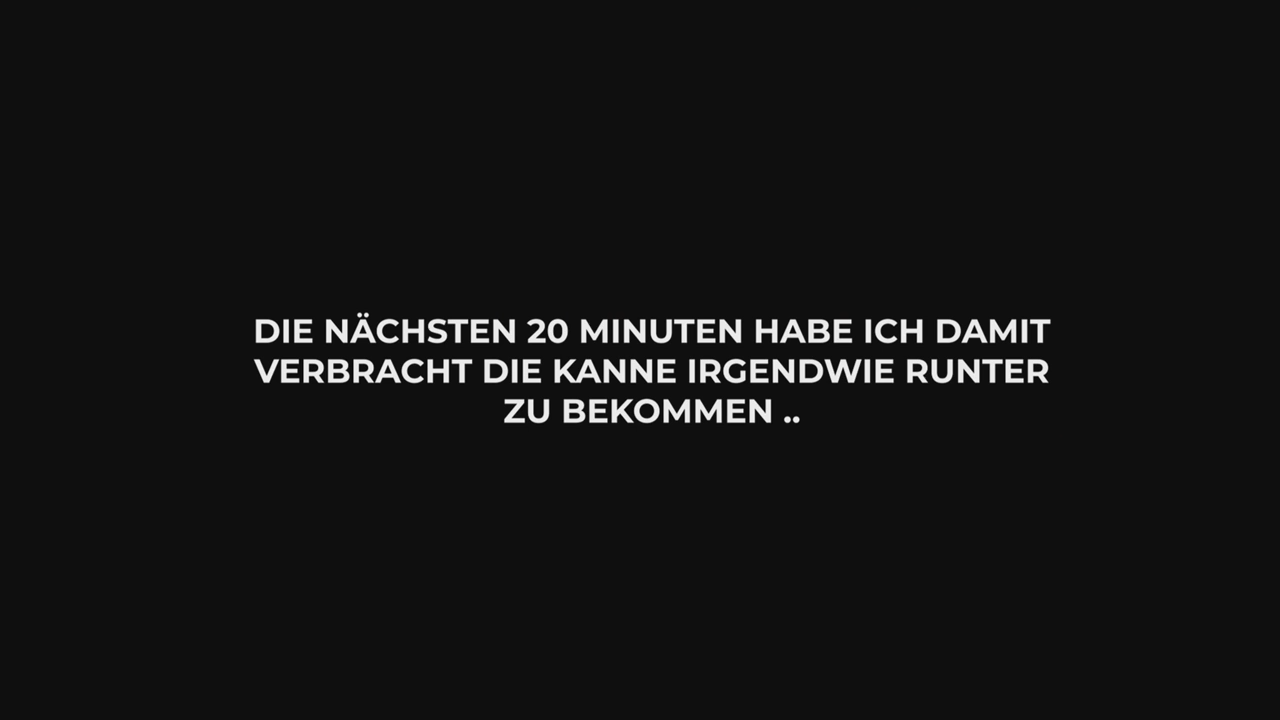 DIE NÄCHSTEN 20 MINUTEN HABE ICH DAMIT
VERBRACHT DIE KANNE IRGENDWIE RUNTER
ZU BEKOMMEN ..